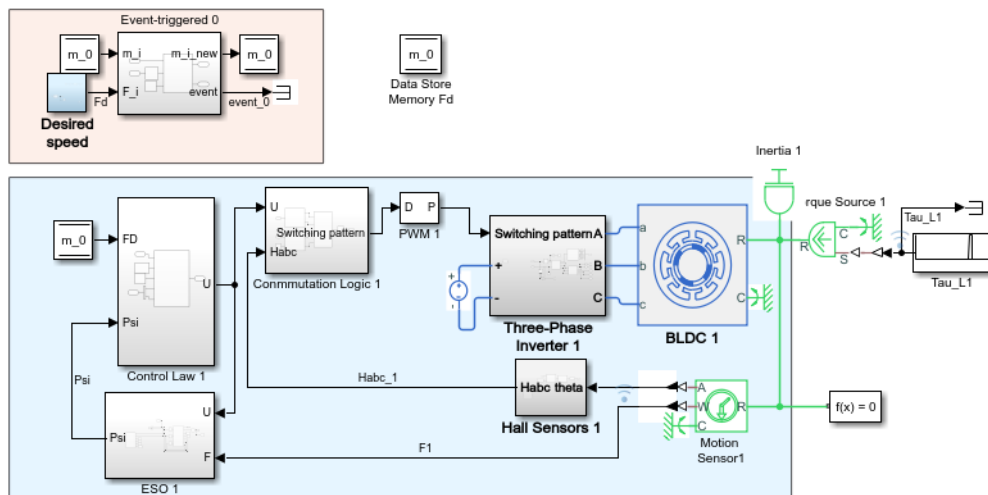 Event-triggered 0
m_0
m_i
m_i_new
m_0
F_i
event
Fd
event_0
Desired
speed
m_0
Data Store
Memory Fd
Inertia 1
rque Source 1
Tau_L1
C
R
S
Tau_L1
m_0
FD
U
Psi
Control Law 1
Psi
U
Psi
F
ESO 1
U
Switching pattern
Habc
Conmmutation Logic 1
D
P
PWM 1
Switching pattern
A
+
B
-
C
+
-
Three-Phase
Inverter 1
a
b
c
R
C
BLDC 1
Habc_1
Habc theta
Hall Sensors 1
F1
A
W
R
C
Motion
Sensor1
f(x) = 0